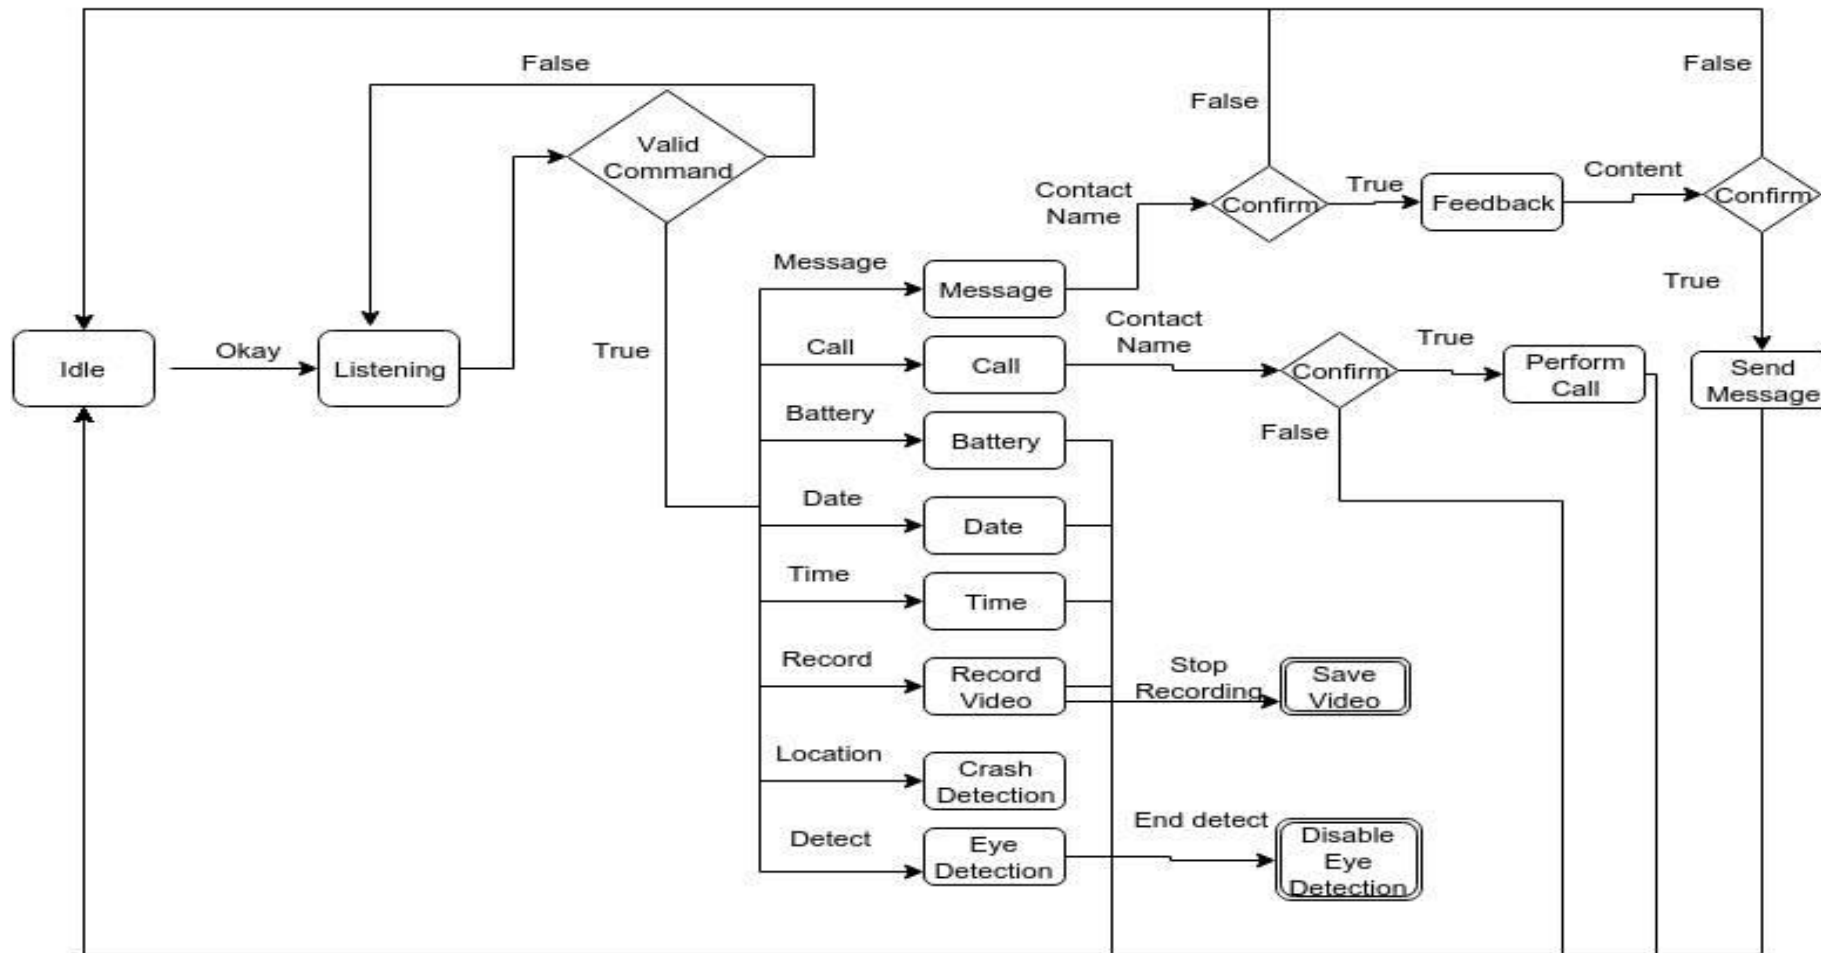 False
False
False
Valid
Command
Contact
Name
Confirm
True
Feedback
Content
Confirm
Message
Message
True
Idle
Okay
Listening
True
Call
Call
Contact
Name
Confirm
True
Perform
Call
Send
Message
Battery
Battery
False
Date
Date
Time
Time
Record
Record
Video
Stop
Recording
Save
Video
Location
Crash
Detection
Detect
Eye
Detection
End detect
Disable
Eye
Detection